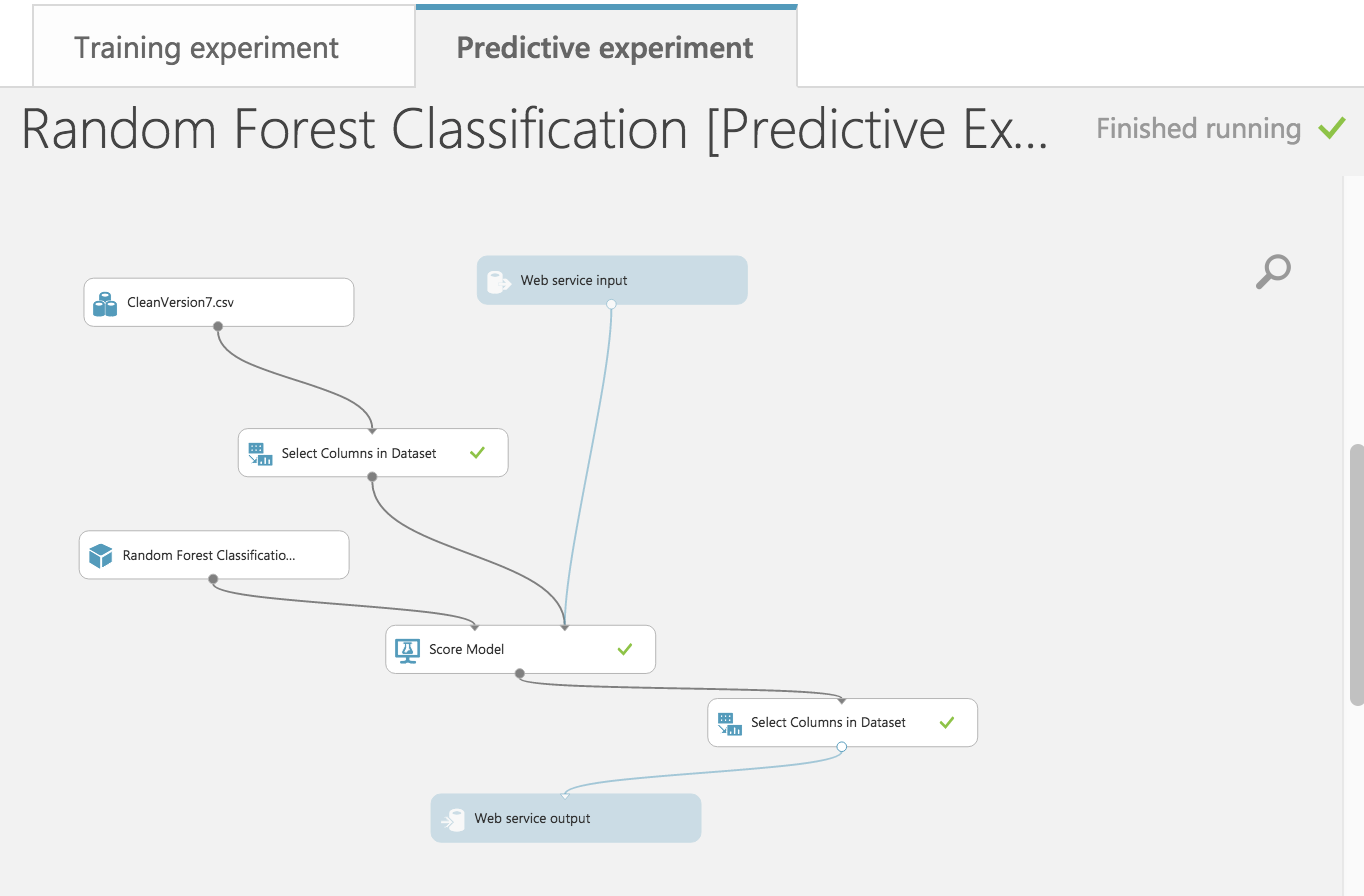 Training experiment
Predictive experiment
Random Forest Classification [Predictive Ex...
Finished running
Web service input
CleanVersion7.csv
Select Columns in Dataset
Random Forest Classificatio...
Score Model
Select Columns in Dataset
Web service output